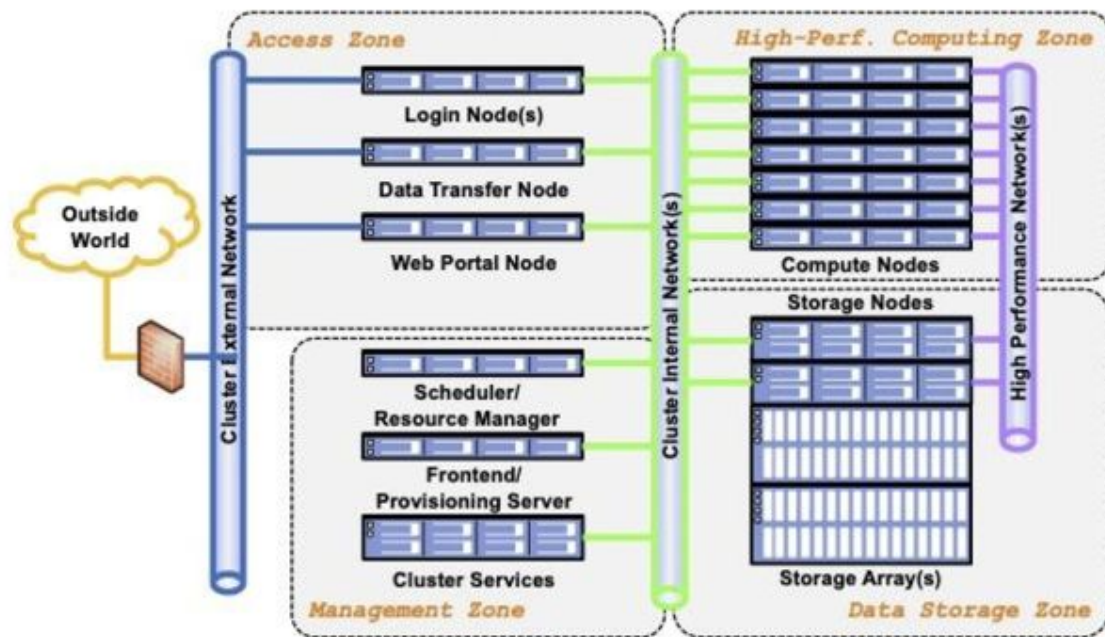 Access Zone
High-Perf. Computing Zone
Login Node(s)
Data Transfer Node
Web Portal Node
Outside
World
Cluster External Network
Cluster Internal Network(s)
High Performance Network(s)
Compute Nodes
Storage Nodes
Scheduler/
Resource Manager
Frontend/
Provisioning Server
Cluster Services
Storage Array(s)
Management Zone
Data Storage Zone